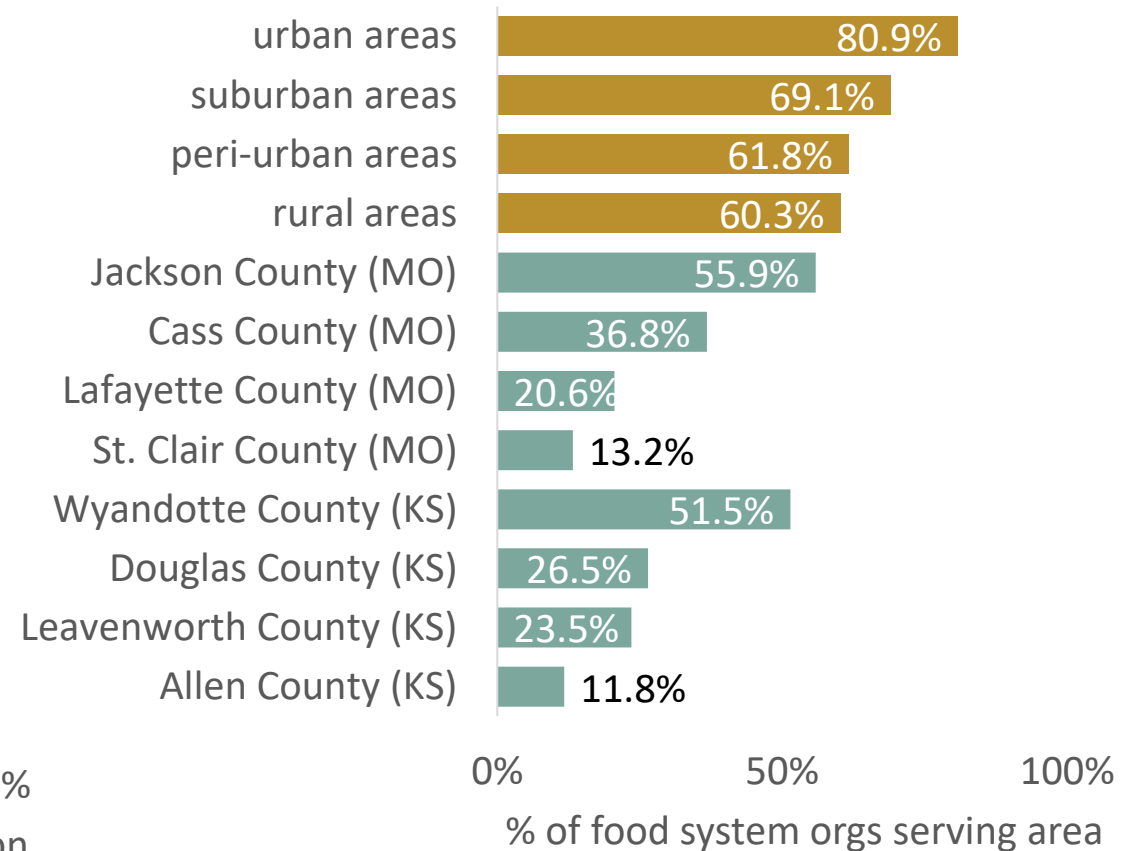 urban areas 80.9%
suburban areas 69.1%
peri-urban areas 61.8%
rural areas 60.3%
Jackson County (MO) 55.9%
Cass County (MO) 36.8%
Lafayette County (MO) 20.6%
St. Clair County (MO) 13.2%
Wyandotte County (KS) 51.5%
Douglas County (KS) 26.5%
Leavenworth County (KS) 23.5%
Allen County (KS) 11.8%
% 0% 50% 100%
on % of food system orgs serving area